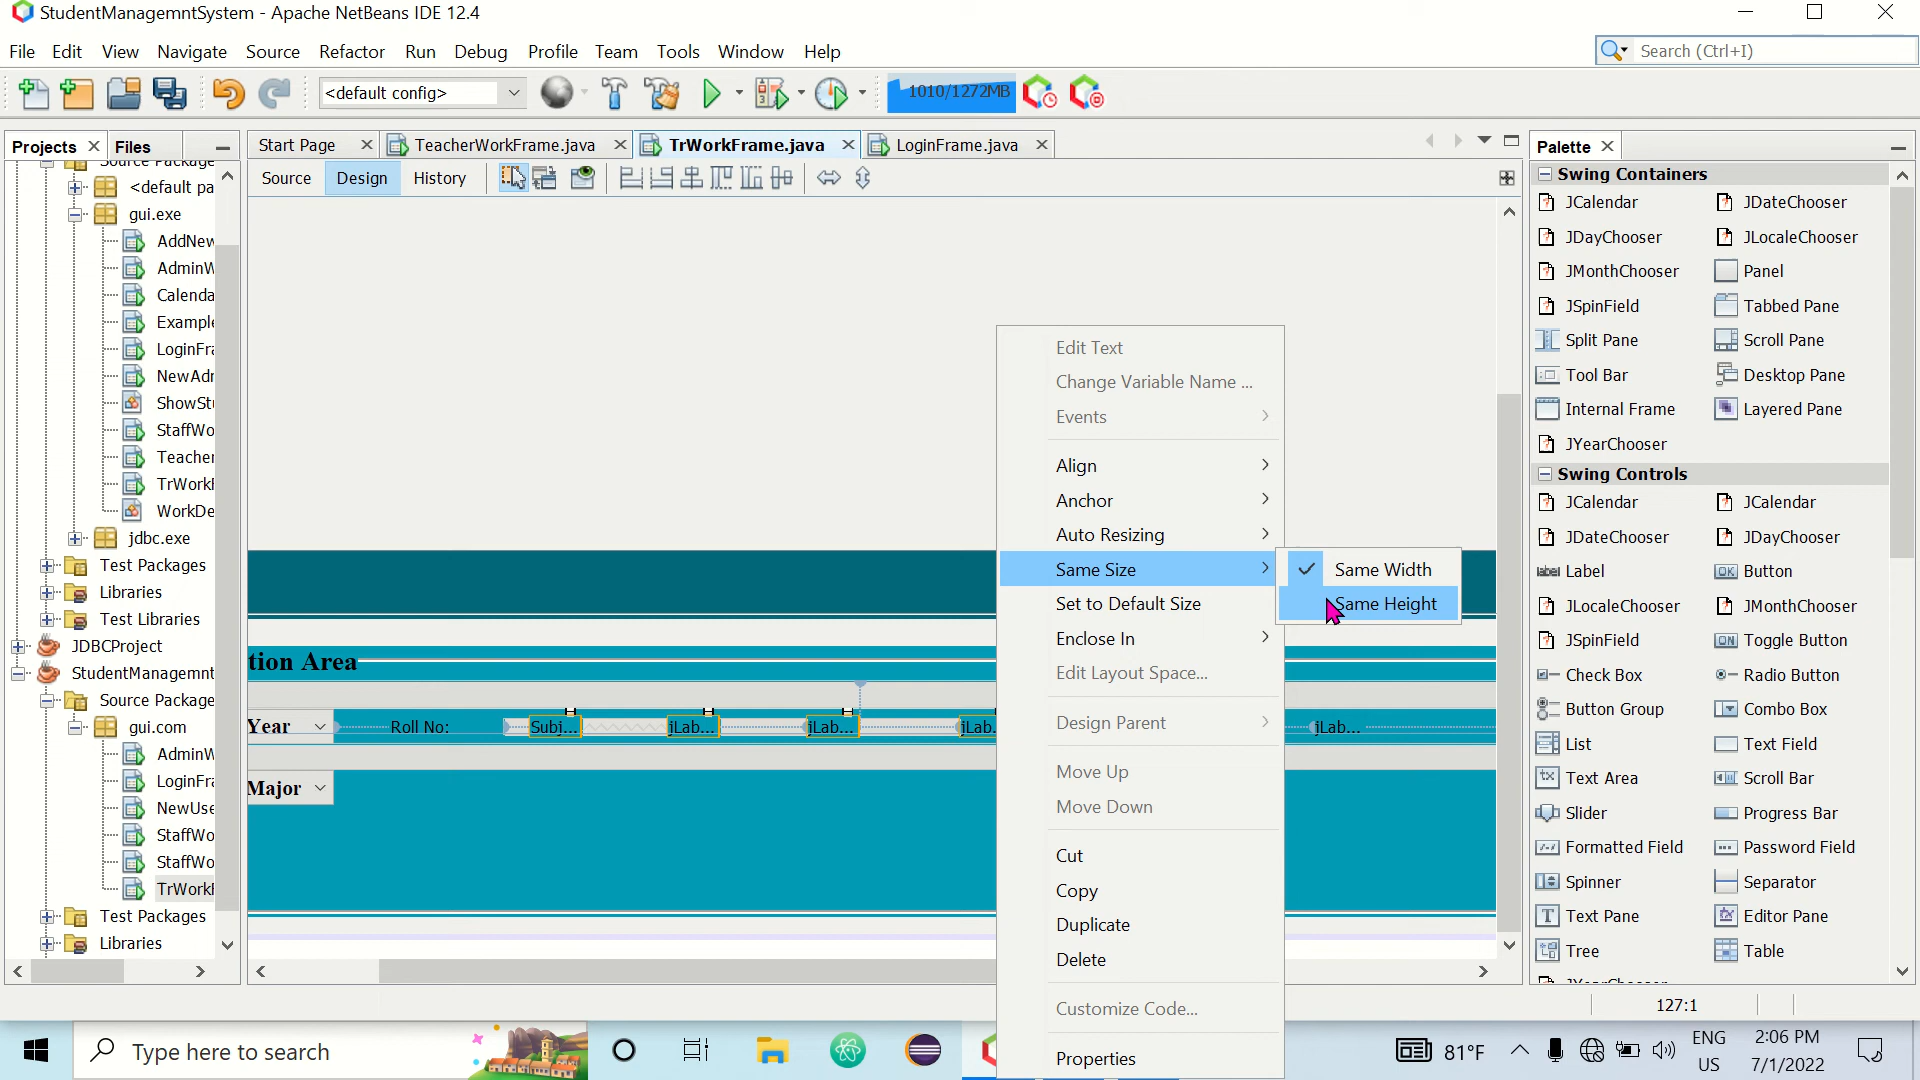 StudentManagemntSystem - Apache NetBeans IDE 12.4
File Edit View Navigate Source Refactor Run Debug Profile Team Tools Window Help
Search (Ctrl+I)
<default config>
1010/1272MB
Projects Files
Start Page TeacherWorkFrame.java TrWorkFrame.java LoginFrame.java
Palette
Source Design History
Source Package
<default pa
gui.exe
AddNew
AdminW
Calenda
Example
LoginFra
NewAdr
ShowStu
StaffWo
Teacher
TrWorkF
WorkDe
jdbc.exe
Test Packages
Libraries
Test Libraries
JDBCProject
StudentManagemnt
Source Package
gui.com
AdminW
LoginFra
NewUse
StaffWo
StaffWo
TrWorkF
Test Packages
Libraries
tion Area
Year Roll No: Subj... jLab... jLab... jLab. jLab...
Major
Edit Text
Change Variable Name ...
Events
Align
Anchor
Auto Resizing
Same Size
Set to Default Size
Enclose In
Edit Layout Space...
Design Parent
Move Up
Move Down
Cut
Copy
Duplicate
Delete
Customize Code...
Properties
Same Width
Same Height
Swing Containers
JCalendar JDateChooser
JDayChooser JLocaleChooser
JMonthChooser Panel
JSpinField Tabbed Pane
Split Pane Scroll Pane
Tool Bar Desktop Pane
Internal Frame Layered Pane
JYearChooser
Swing Controls
JCalendar JCalendar
JDateChooser JDayChooser
label Label OK Button
JLocaleChooser JMonthChooser
JSpinField ON Toggle Button
Check Box Radio Button
Button Group Combo Box
List Text Field
Text Area Scroll Bar
Slider Progress Bar
Formatted Field Password Field
Spinner Separator
Text Pane Editor Pane
Tree Table
JYearChooser
127:1
Type here to search
81°F
ENG
US
2:06 PM
7/1/2022